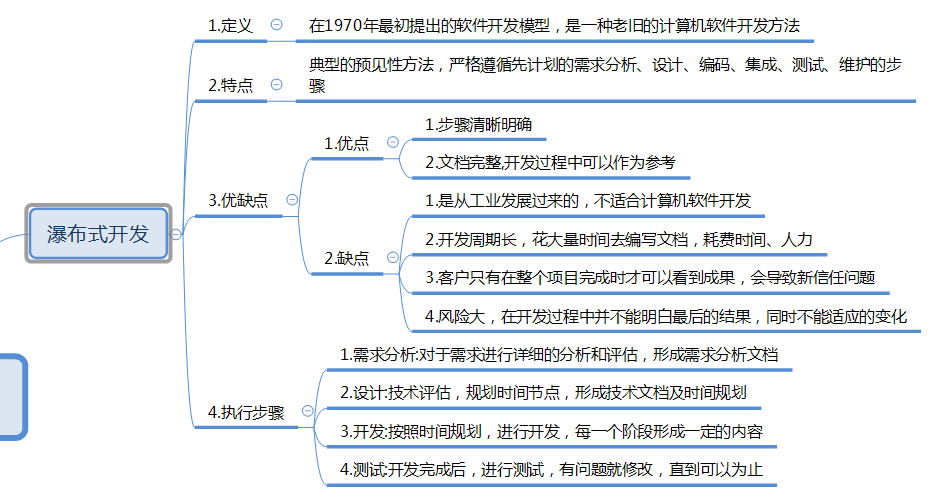 瀑布式开发
1.定义
在1970年最初提出的软件开发模型，是一种老旧的计算机软件开发方法
2.特点
典型的预见性方法，严格遵循先计划的需求分析、设计、编码、集成、测试、维护的步
骤
3.优缺点
1.优点
1.步骤清晰明确
2.文档完整,开发过程中可以作为参考
2.缺点
1.是从工业发展过来的，不适合计算机软件开发
2.开发周期长，花大量时间去编写文档，耗费时间、人力
3.客户只有在整个项目完成时才可以看到成果，会导致新信任问题
4.风险大，在开发过程中并不能明白最后的结果，同时不能适应的变化
4.执行步骤
1.需求分析:对于需求进行详细的分析和评估，形成需求分析文档
2.设计:技术评估，规划时间节点，形成技术文档及时间规划
3.开发:按照时间规划，进行开发，每一个阶段形成一定的内容
4.测试:开发完成后，进行测试，有问题就修改，直到可以为止